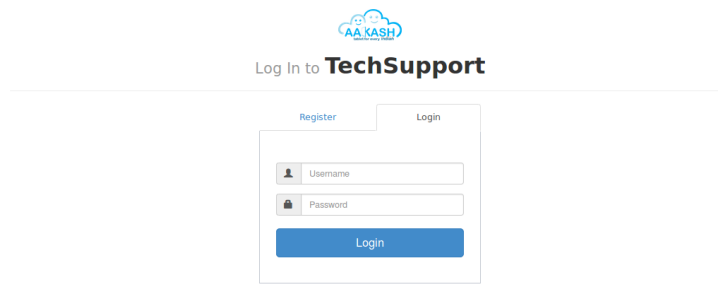 AAKASH
Log In to TechSupport
Register
Login
Username
Password
Login